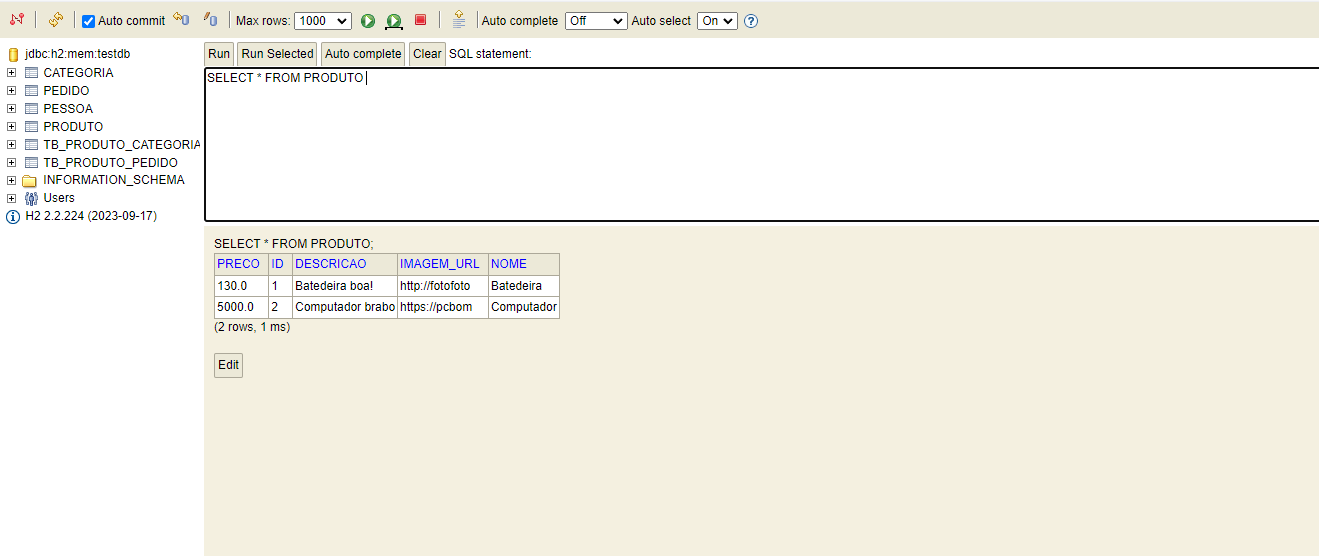 Auto commit Max rows: 1000 Auto complete Off Auto select On
jdbc:h2:mem:testdb
CATEGORIA
PEDIDO
PESSOA
PRODUTO
TB_PRODUTO_CATEGORIA
TB_PRODUTO_PEDIDO
INFORMATION_SCHEMA
Users
H2 2.2.224 (2023-09-17)
Run Run Selected Auto complete Clear SQL statement:
SELECT * FROM PRODUTO
SELECT * FROM PRODUTO;
PRECO ID DESCRICAO IMAGEM_URL NOME
130.0 1 Batedeira boa! http://fotofoto Batedeira
5000.0 2 Computador brabo https://pcbom Computador
(2 rows, 1 ms)
Edit